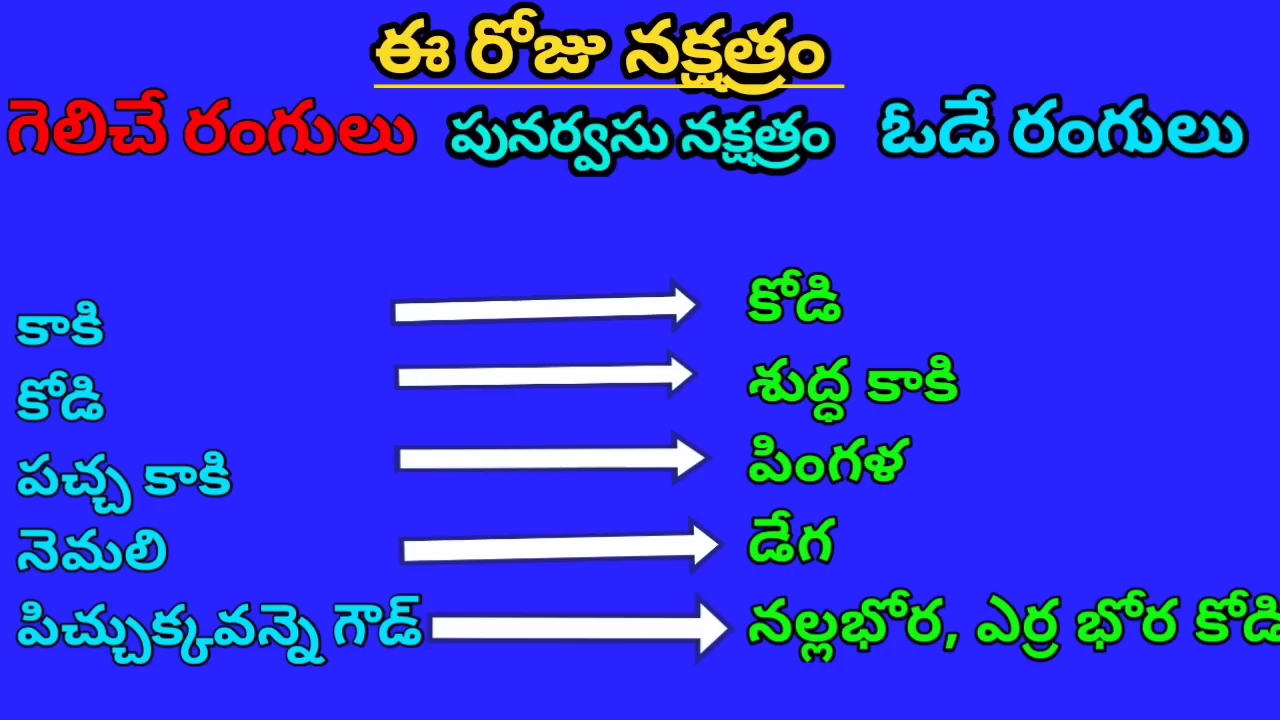 ఈ రోజు నక్షత్రం
గెలిచే రంగులు పునర్వసు నక్షత్రం ఓడే రంగులు
కాకి కోడి
కోడి శుద్ధ కాకి
పచ్చ కాకి పింగళ
నెమలి డేగ
పిచ్చుక్కవన్నె గౌడ్ నల్లభోర, ఎర్ర భోర కోడి